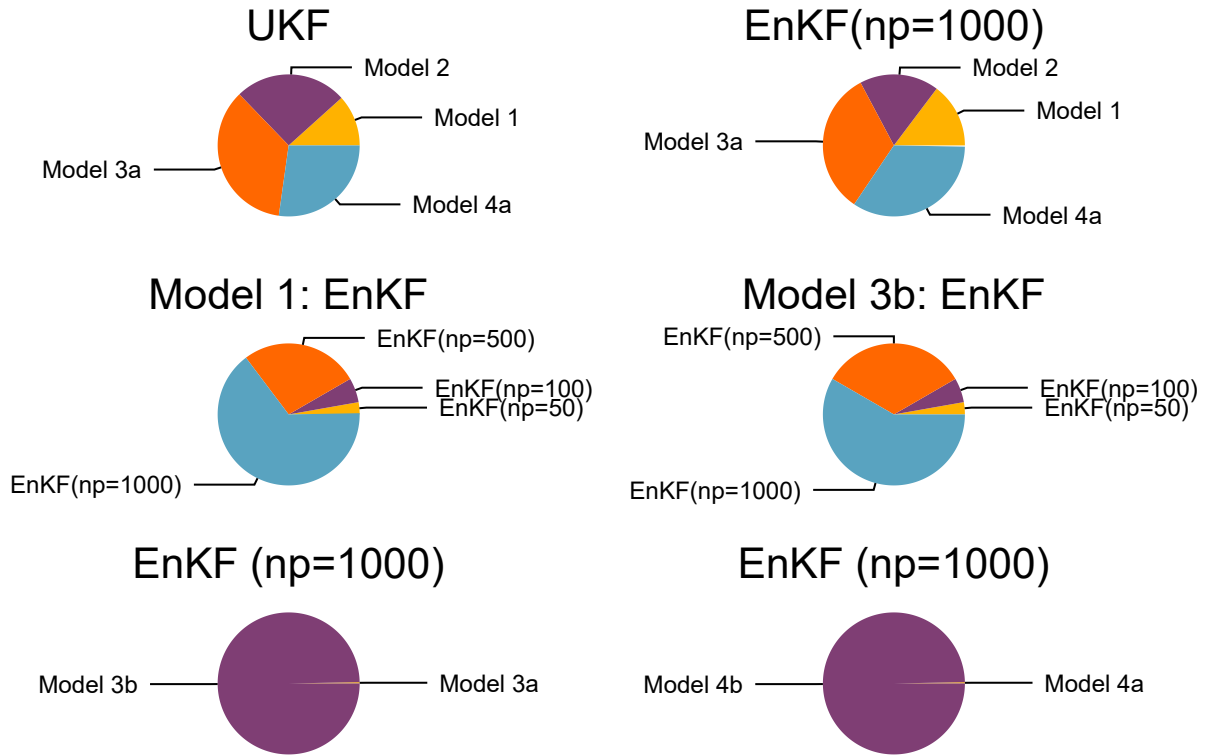 UKF
Model 2
Model 1
Model 3a
Model 4a
EnKF(np=1000)
Model 2
Model 1
Model 3a
Model 4a
Model 1: EnKF
EnKF(np=500)
EnKF(np=100)
EnKF(np=50)
EnKF(np=1000)
Model 3b: EnKF
EnKF(np=500)
EnKF(np=100)
EnKF(np=50)
EnKF(np=1000)
EnKF (np=1000)
Model 3b
Model 3a
EnKF (np=1000)
Model 4b
Model 4a